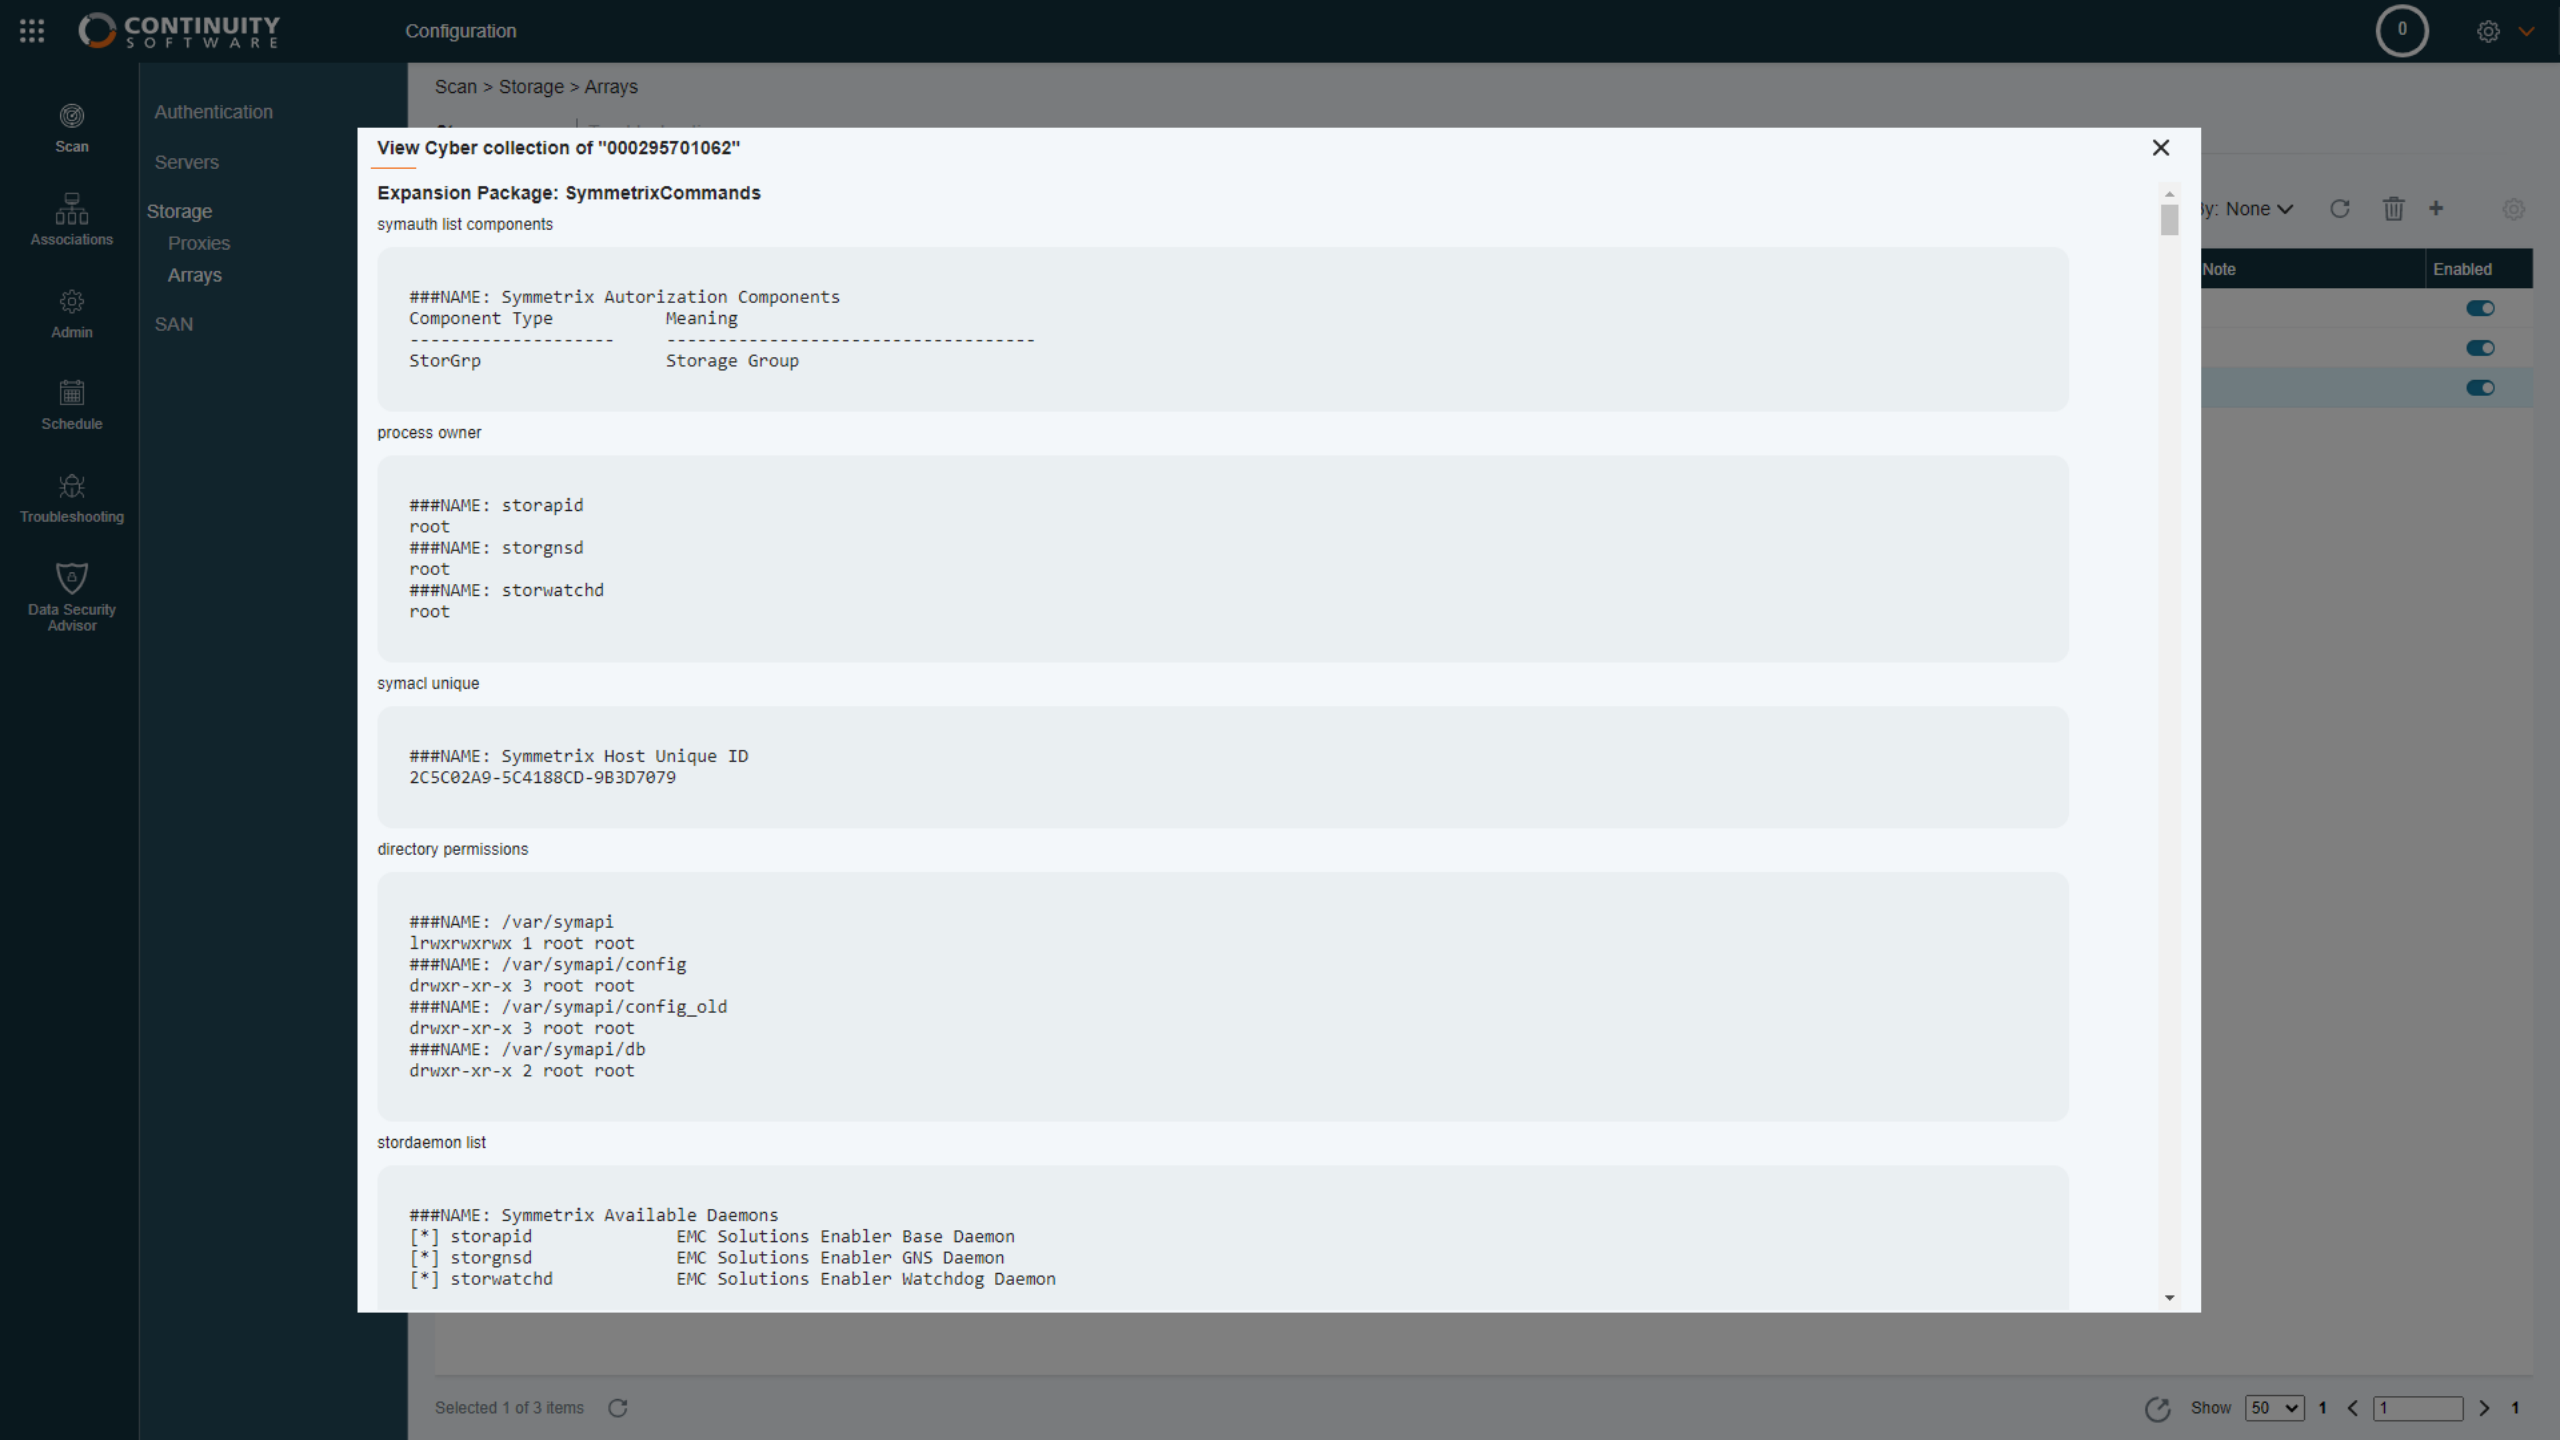 CONTINUITY
SOFTWARE
Configuration
0
Scan
Associations
Admin
Schedule
Troubleshooting
Data Security
Advisor
Authentication
Servers
Storage
Proxies
Arrays
SAN
Scan > Storage > Arrays
View Cyber collection of "000295701062"
Expansion Package: SymmetrixCommands
symauth list components
###NAME: Symmetrix Autorization Components
Component Type Meaning
-------------------- ------------------------------------
StorGrp Storage Group
process owner
###NAME: storapid
root
###NAME: storgnsd
root
###NAME: storwatchd
root
symacl unique
###NAME: Symmetrix Host Unique ID
2C5C02A9-5C4188CD-9B3D7079
directory permissions
###NAME: /var/symapi
lrwxrwxrwx 1 root root
###NAME: /var/symapi/config
drwxr-xr-x 3 root root
###NAME: /var/symapi/config_old
drwxr-xr-x 3 root root
###NAME: /var/symapi/db
drwxr-xr-x 2 root root
stordaemon list
###NAME: Symmetrix Available Daemons
[*] storapid EMC Solutions Enabler Base Daemon
[*] storgnsd EMC Solutions Enabler GNS Daemon
[*] storwatchd EMC Solutions Enabler Watchdog Daemon
By: None
Note Enabled
Selected 1 of 3 items
Show 50 1 1 1